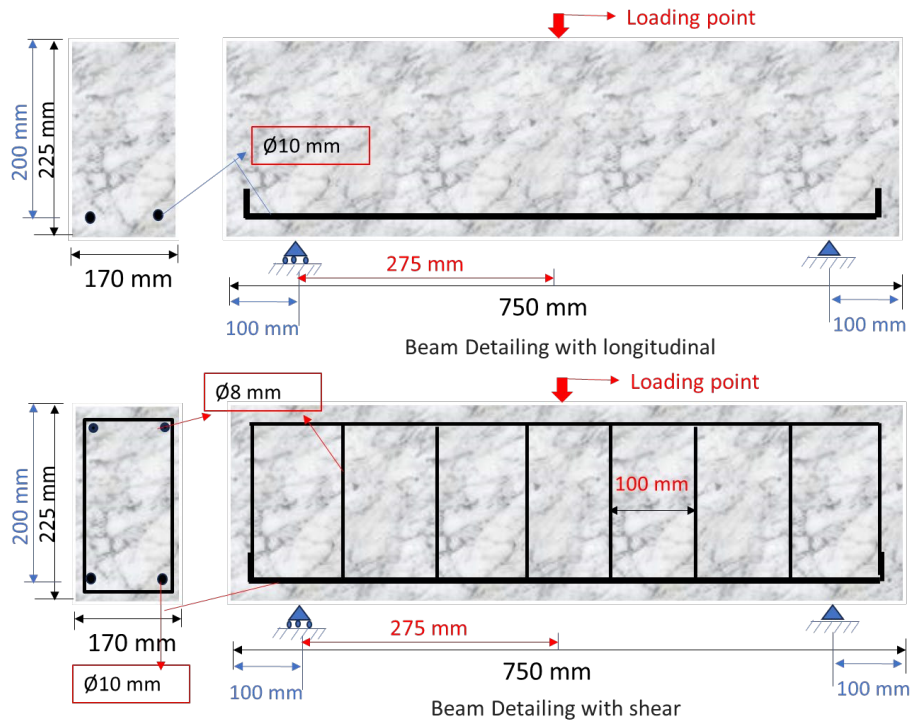 Loading point
200 mm
225 mm
Ø10 mm
170 mm
275 mm
750 mm
100 mm
100 mm
Beam Detailing with longitudinal
Loading point
Ø8 mm
200 mm
225 mm
100 mm
170 mm
275 mm
750 mm
Ø10 mm
100 mm
100 mm
Beam Detailing with shear